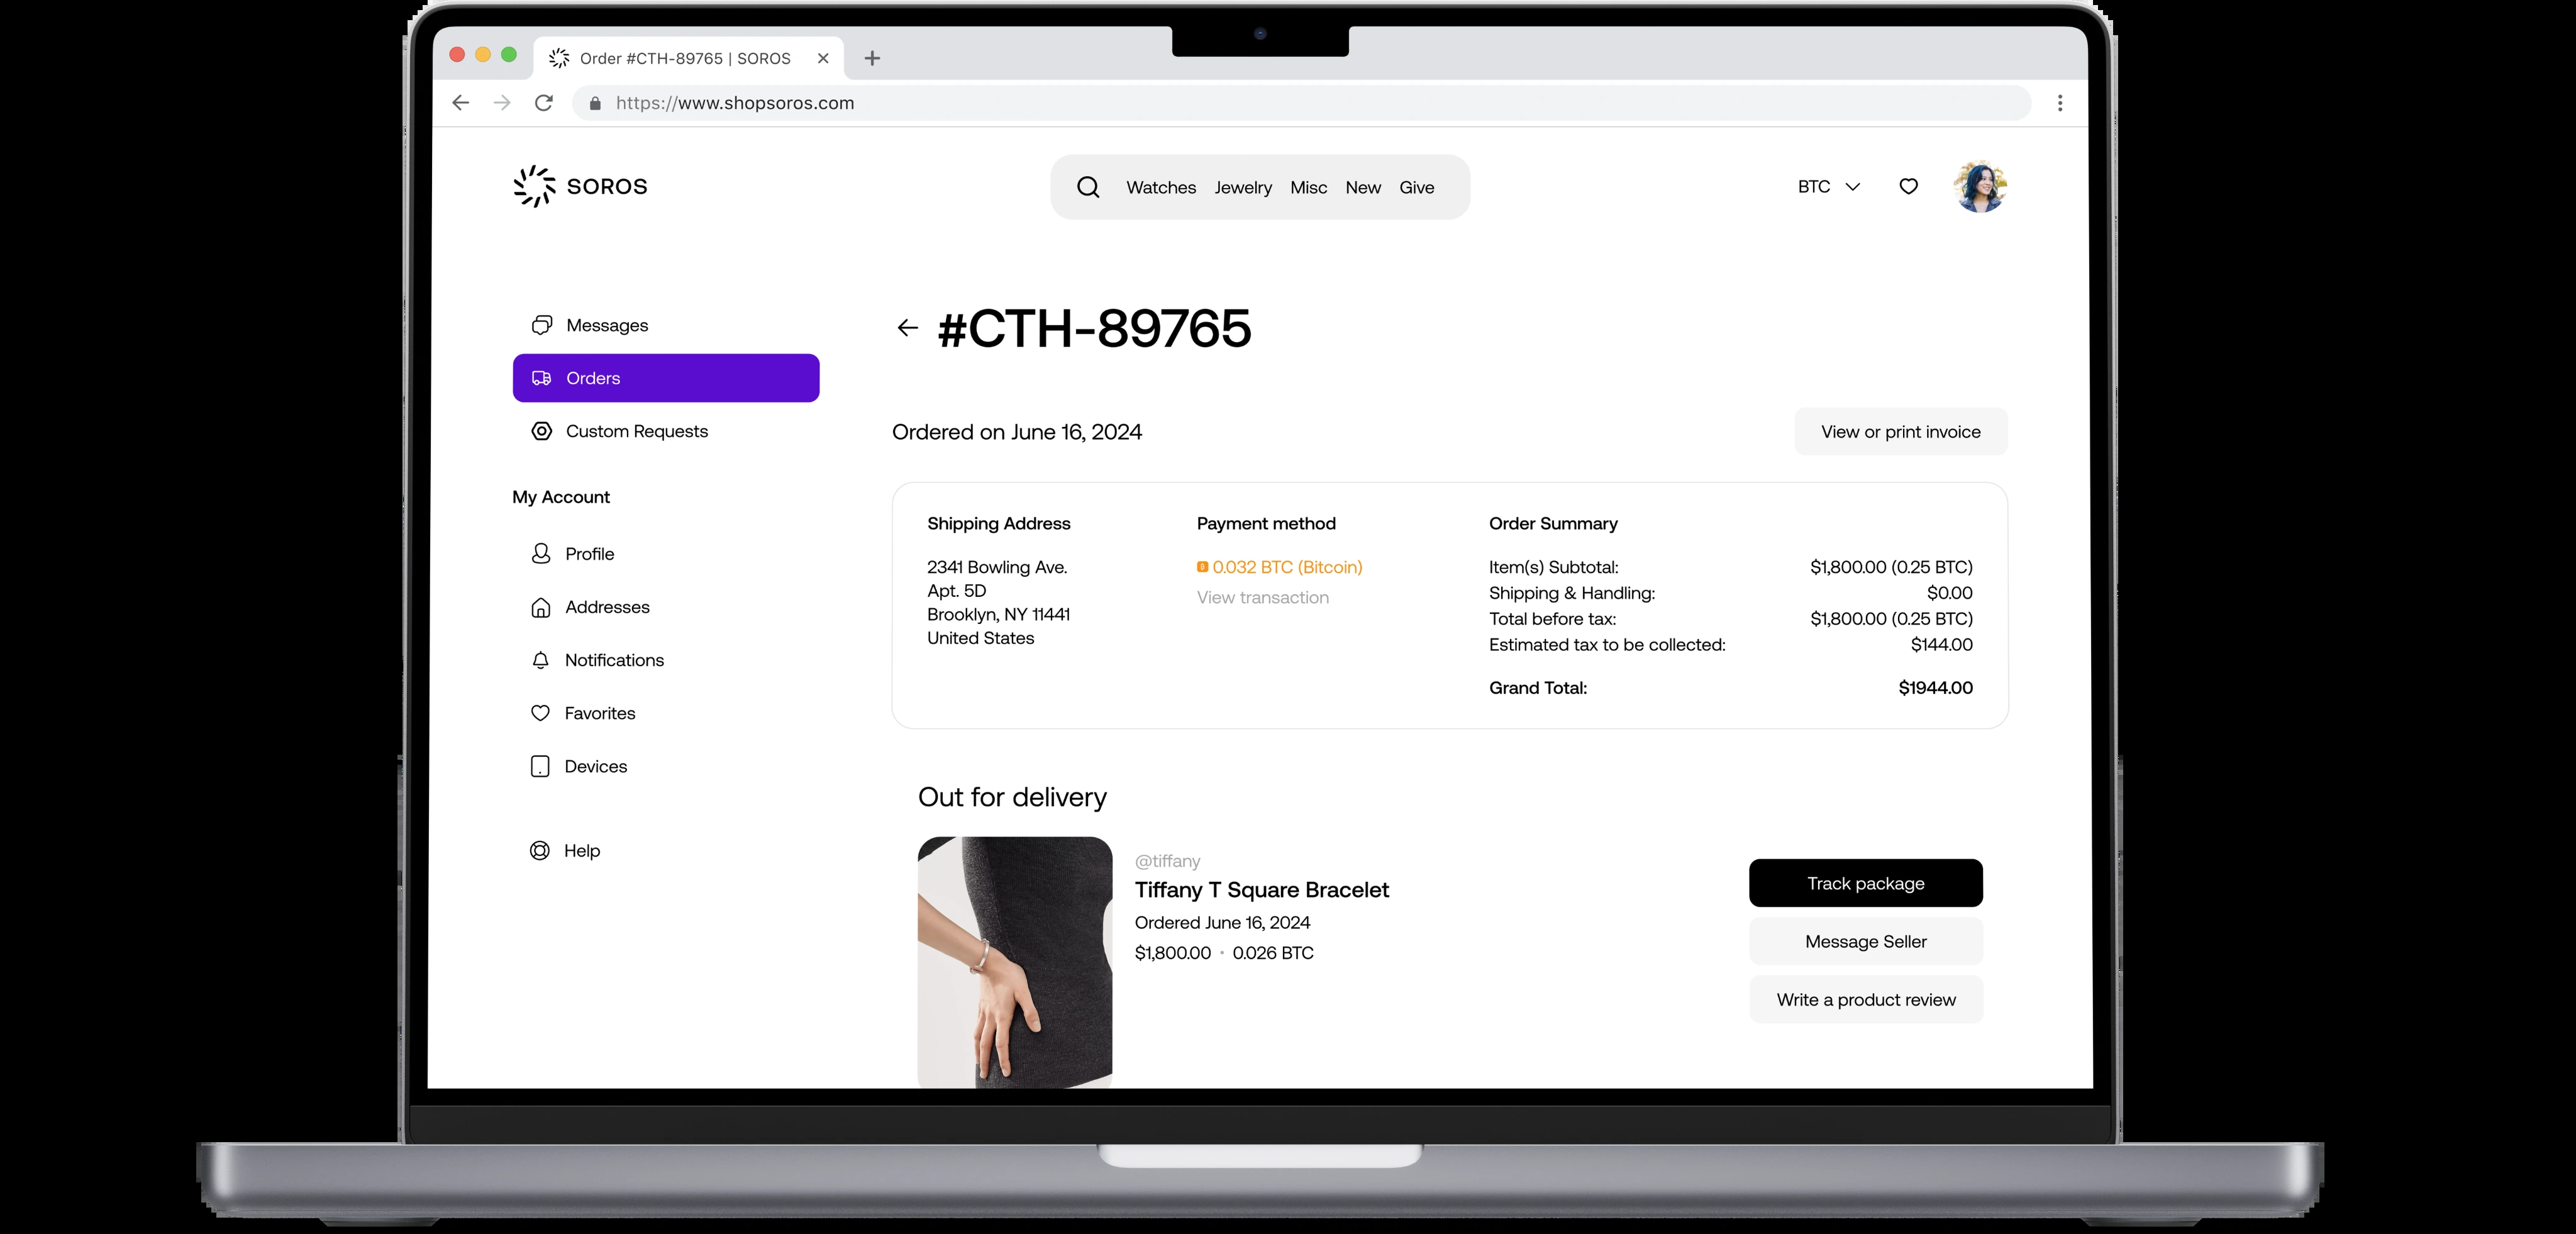 Order #CTH-89765 | SOROS
https://www.shopsoros.com
SOROS
Watches Jewelry Misc New Give
BTC
Messages
Orders
Custom Requests
My Account
Profile
Addresses
Notifications
Favorites
Devices
Help
#CTH-89765
Ordered on June 16, 2024
View or print invoice
Shipping Address
2341 Bowling Ave.
Apt. 5D
Brooklyn, NY 11441
United States
Payment method
0.032 BTC (Bitcoin)
View transaction
Order Summary
Item(s) Subtotal: $1,800.00 (0.25 BTC)
Shipping & Handling: $0.00
Total before tax: $1,800.00 (0.25 BTC)
Estimated tax to be collected: $144.00
Grand Total: $1944.00
Out for delivery
@tiffany
Tiffany T Square Bracelet
Ordered June 16, 2024
$1,800.00 • 0.026 BTC
Track package
Message Seller
Write a product review